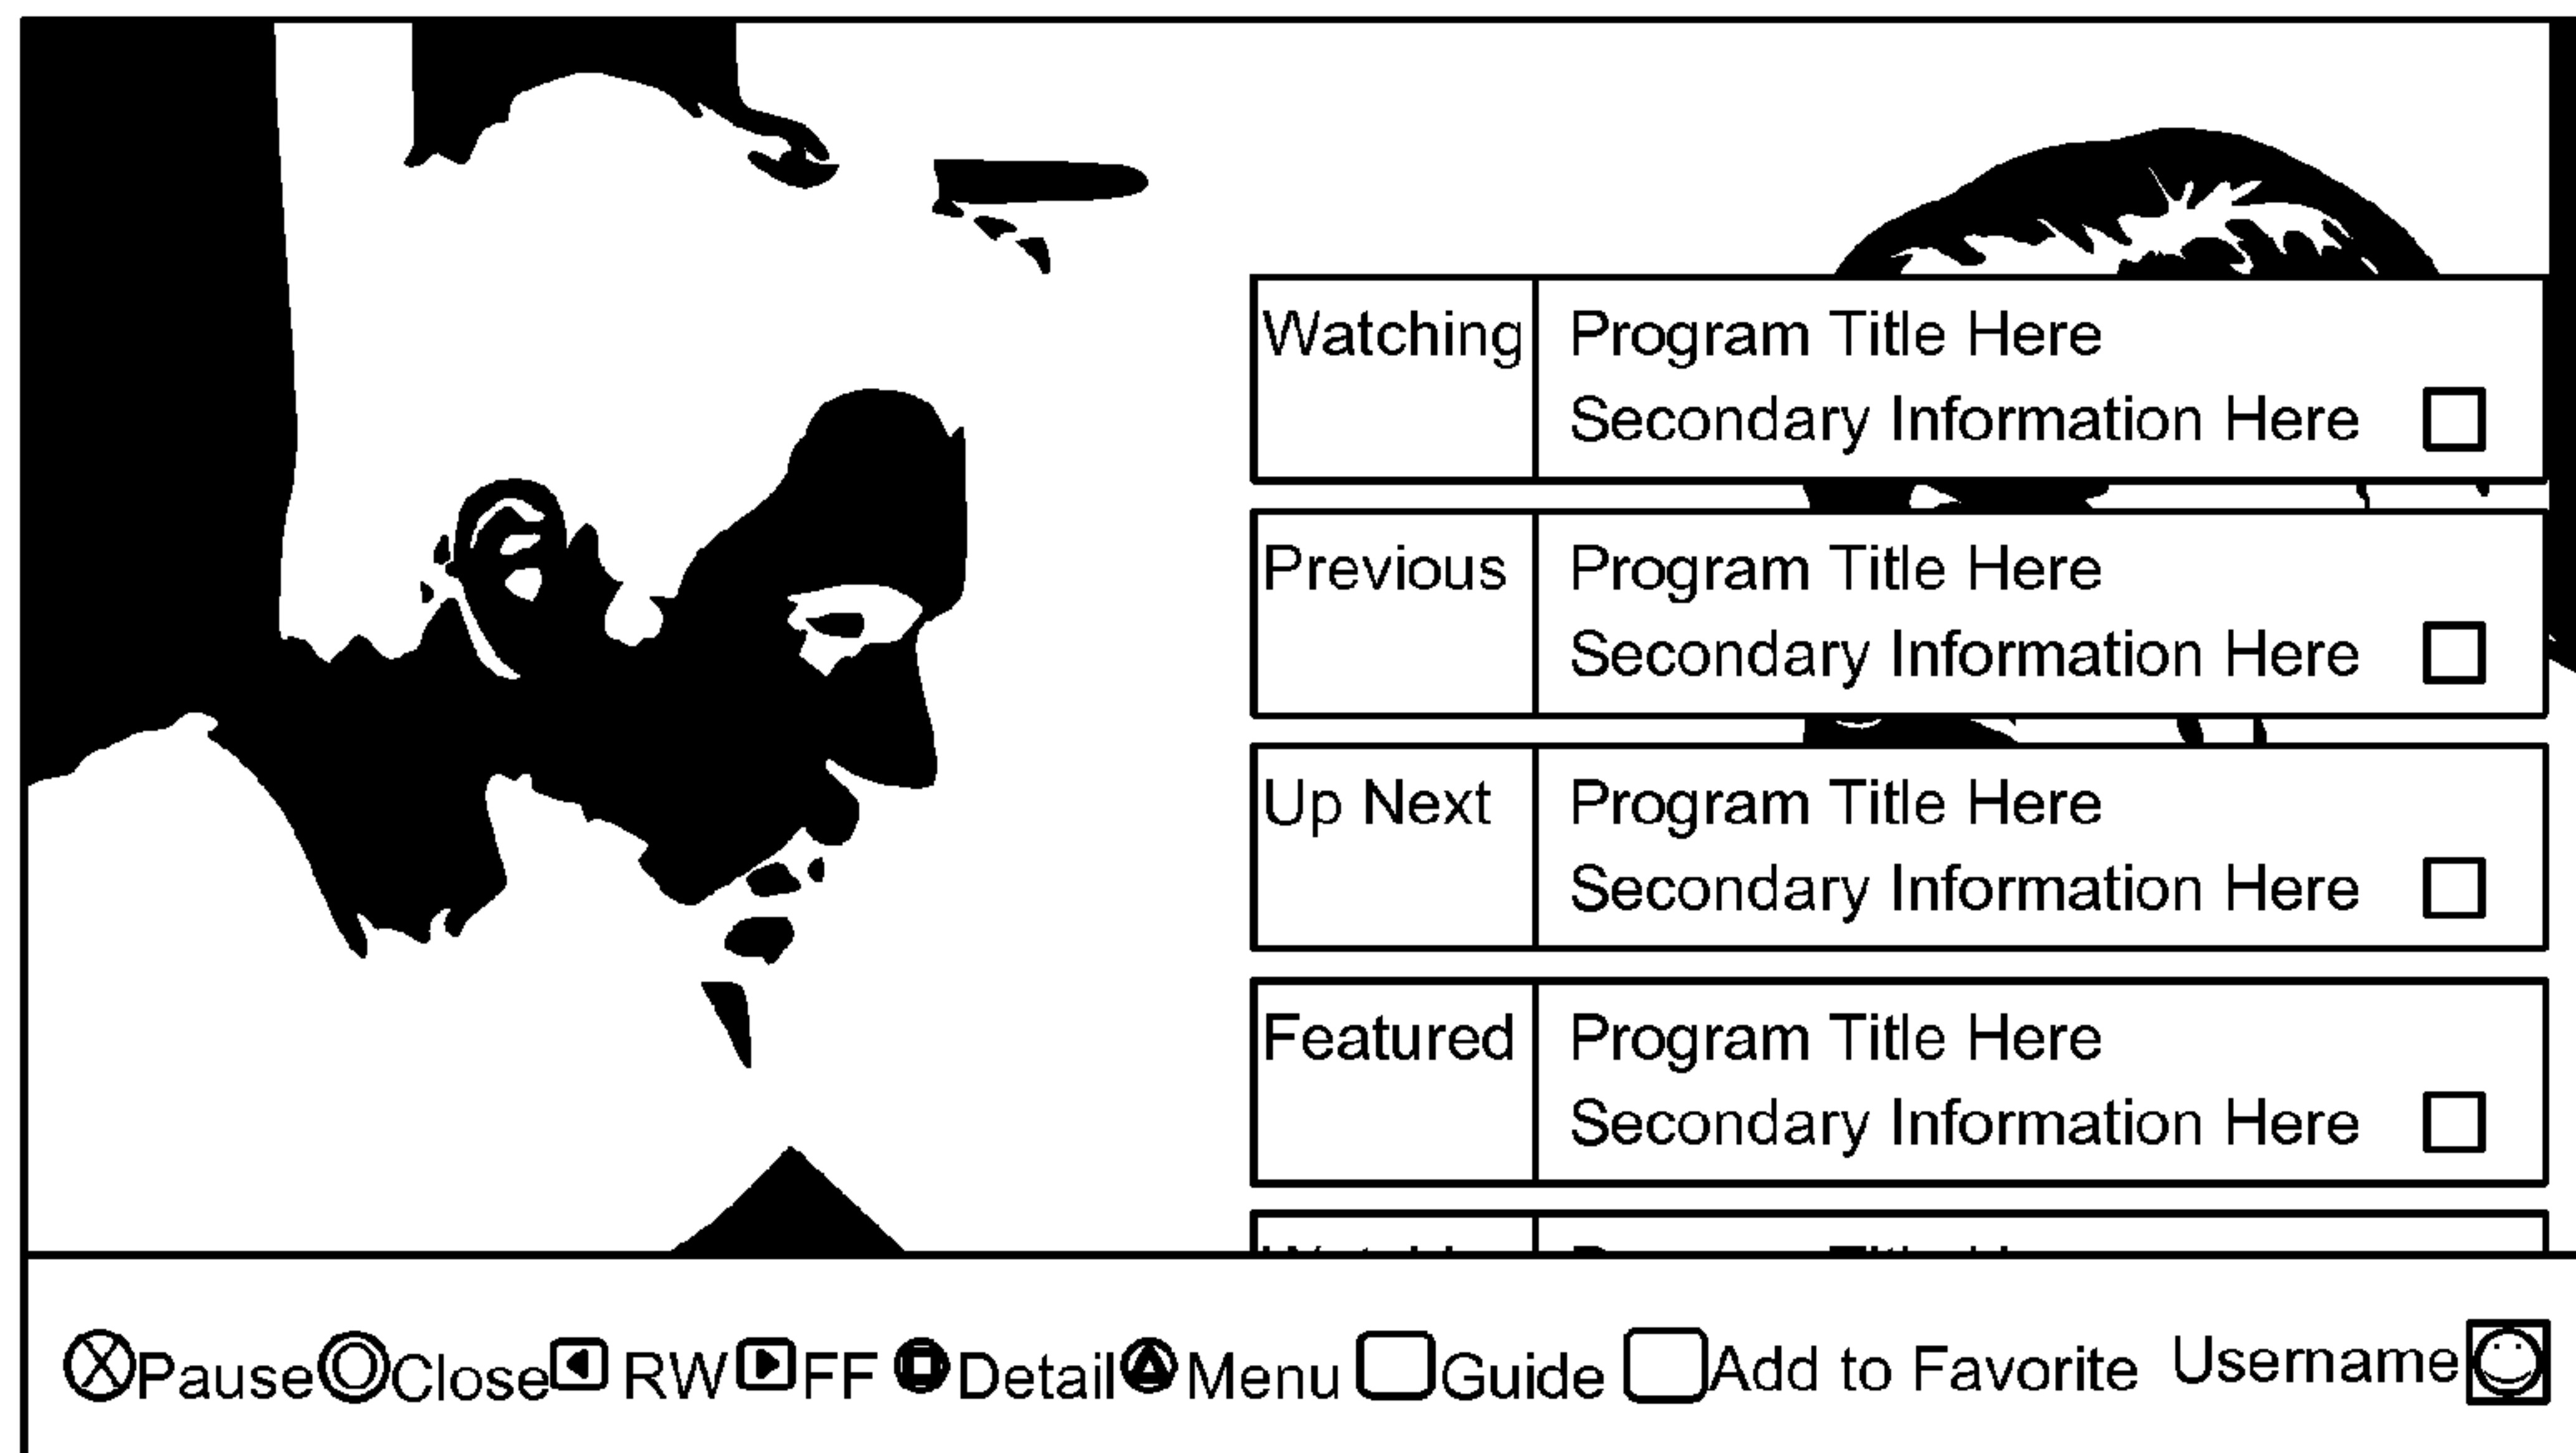 Watching
Program Title Here
Secondary Information Here
Previous
Program Title Here
Secondary Information Here
Up Next
Program Title Here
Secondary Information Here
Featured
Program Title Here
Secondary Information Here
Pause Close RW FF Detail Menu Guide Add to Favorite Username